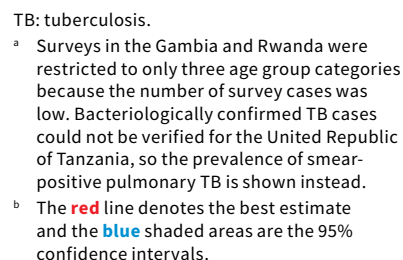 TB: tuberculosis.
a Surveys in the Gambia and Rwanda were
restricted to only three age group categories
because the number of survey cases was
low. Bacteriologically confirmed TB cases
could not be verified for the United Republic
of Tanzania, so the prevalence of smear-
positive pulmonary TB is shown instead.
b The red line denotes the best estimate
and the blue shaded areas are the 95%
confidence intervals.